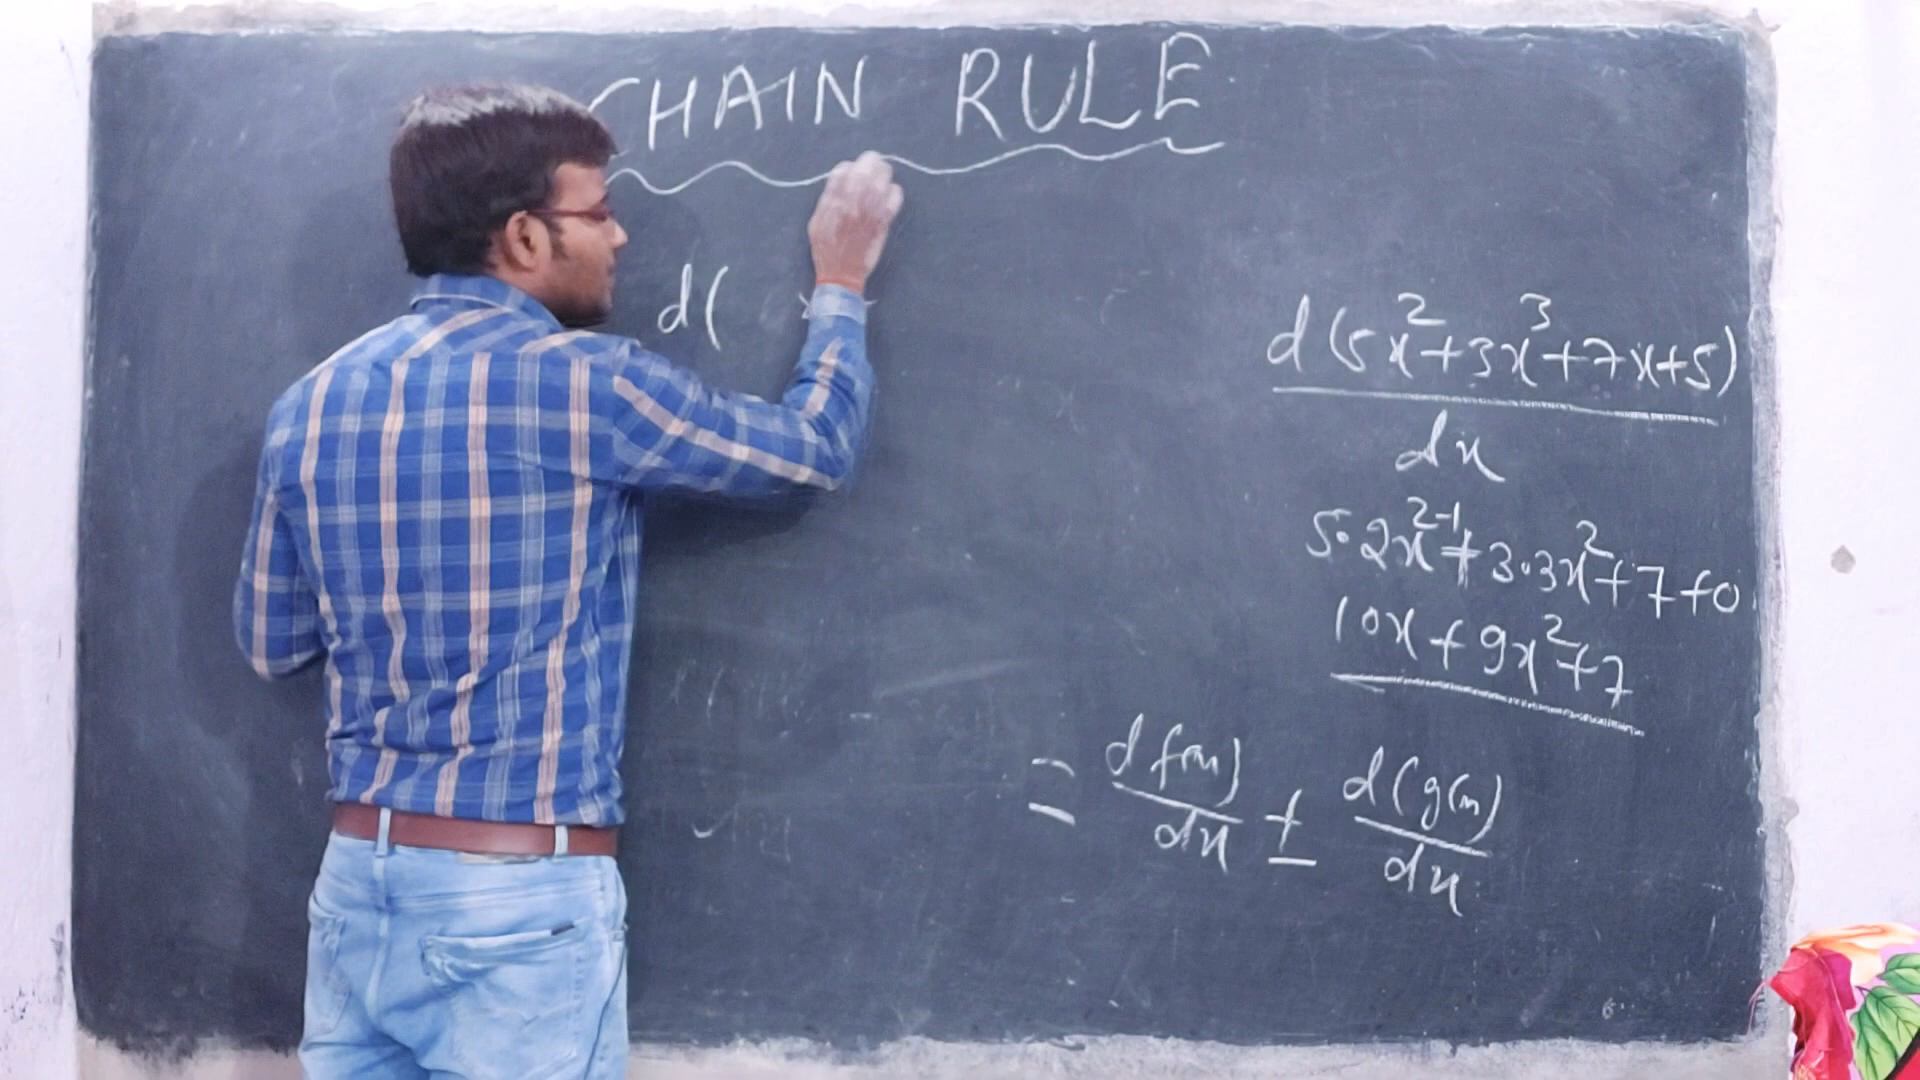 CHAIN RULE
d(
d(5x²+3x³+7x+5)
dx
5·2x²⁻¹+3·3x²+7+0
10x+9x²+7
= d f(x)/dx ± d(g(x)/dx